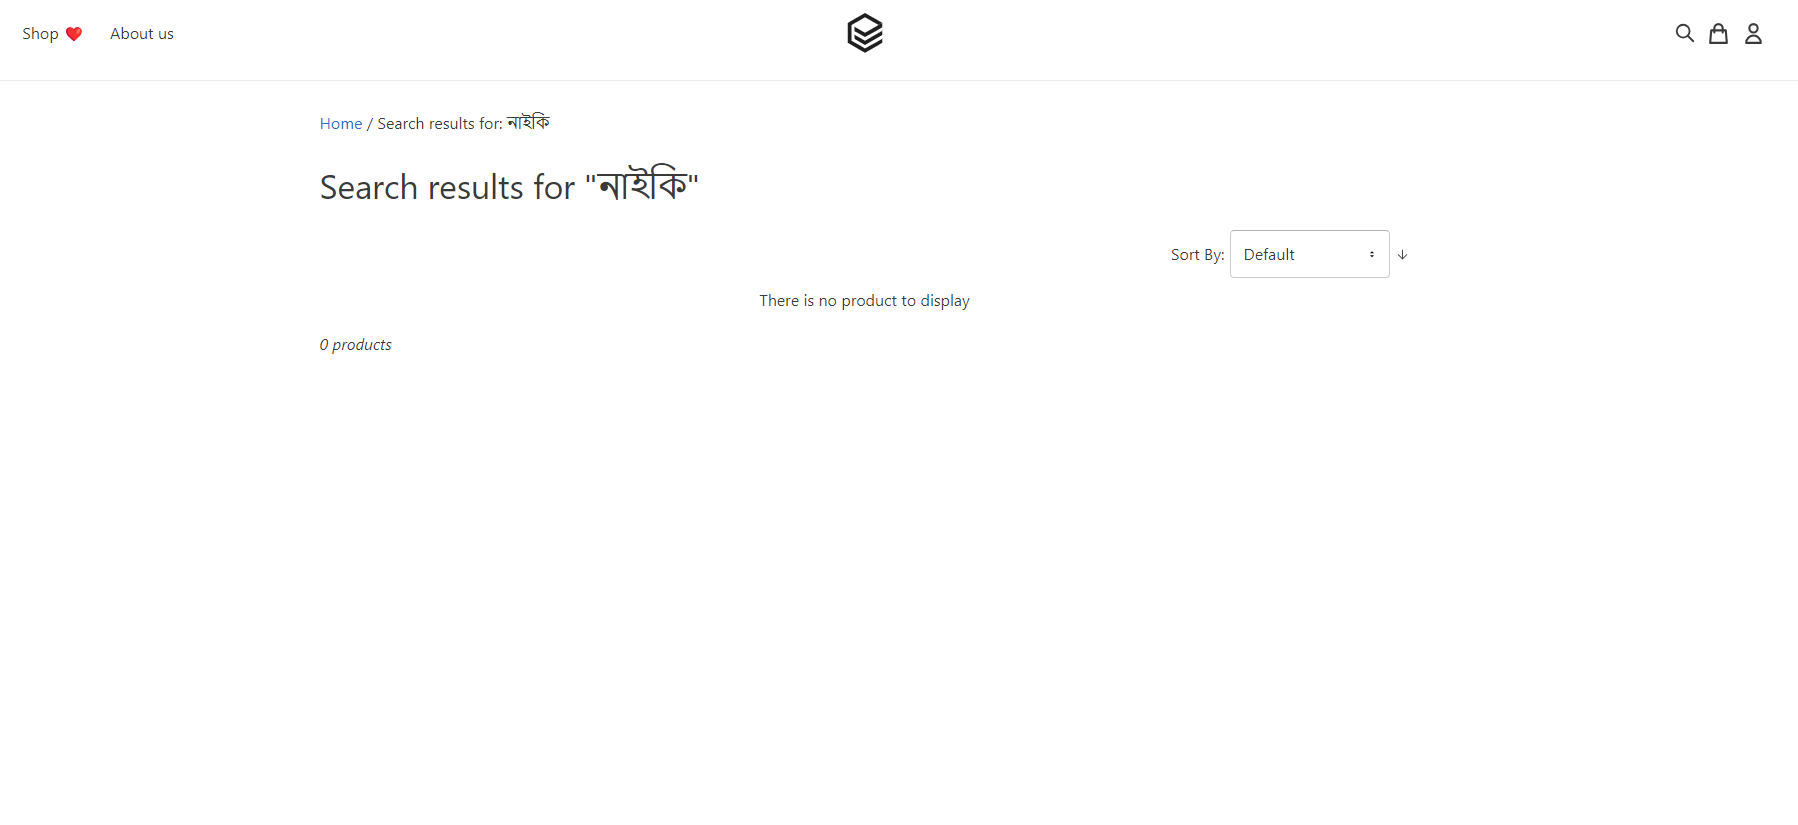 Shop ❤️ About us
Home / Search results for: নাইকি
Search results for "নাইকি"
Sort By: Default
There is no product to display
0 products